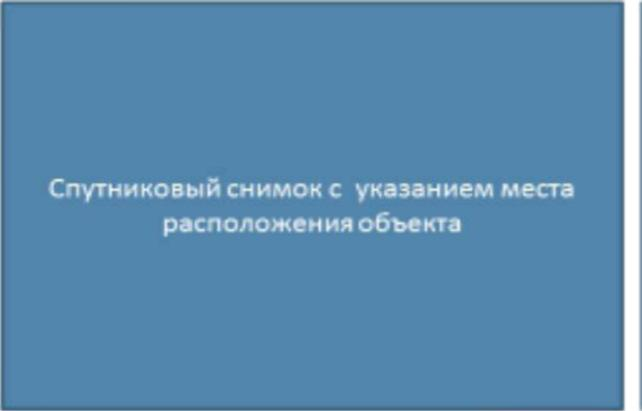 Спутниковый снимок с указанием места
расположения объекта